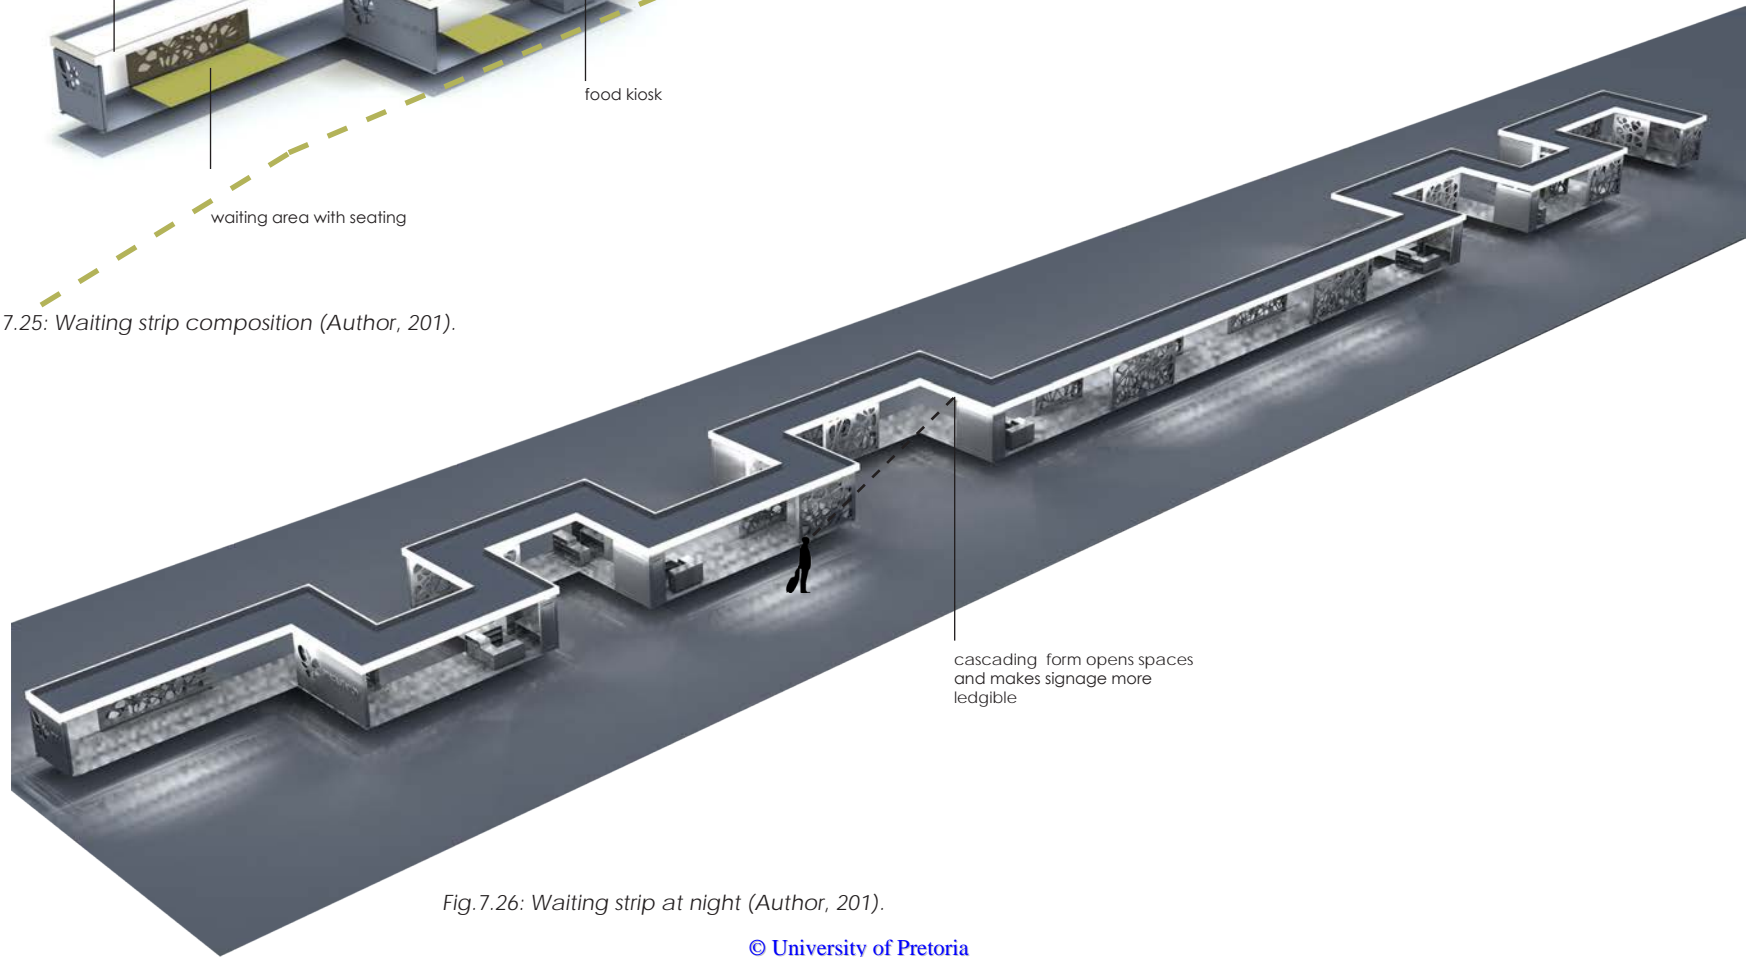 food kiosk
waiting area with seating
7.25: Waiting strip composition (Author, 201).
cascading form opens spaces
and makes signage more
ledgible
Fig.7.26: Waiting strip at night (Author, 201).
© University of Pretoria